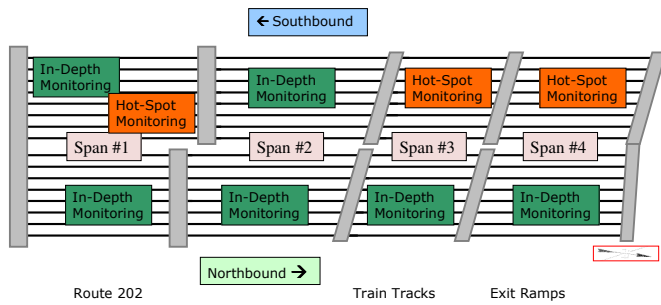 ← Southbound
In-Depth
Monitoring
Hot-Spot
Monitoring
In-Depth
Monitoring
Hot-Spot
Monitoring
Hot-Spot
Monitoring
Span #1
Span #2
Span #3
Span #4
In-Depth
Monitoring
In-Depth
Monitoring
In-Depth
Monitoring
In-Depth
Monitoring
Northbound →
Route 202
Train Tracks
Exit Ramps